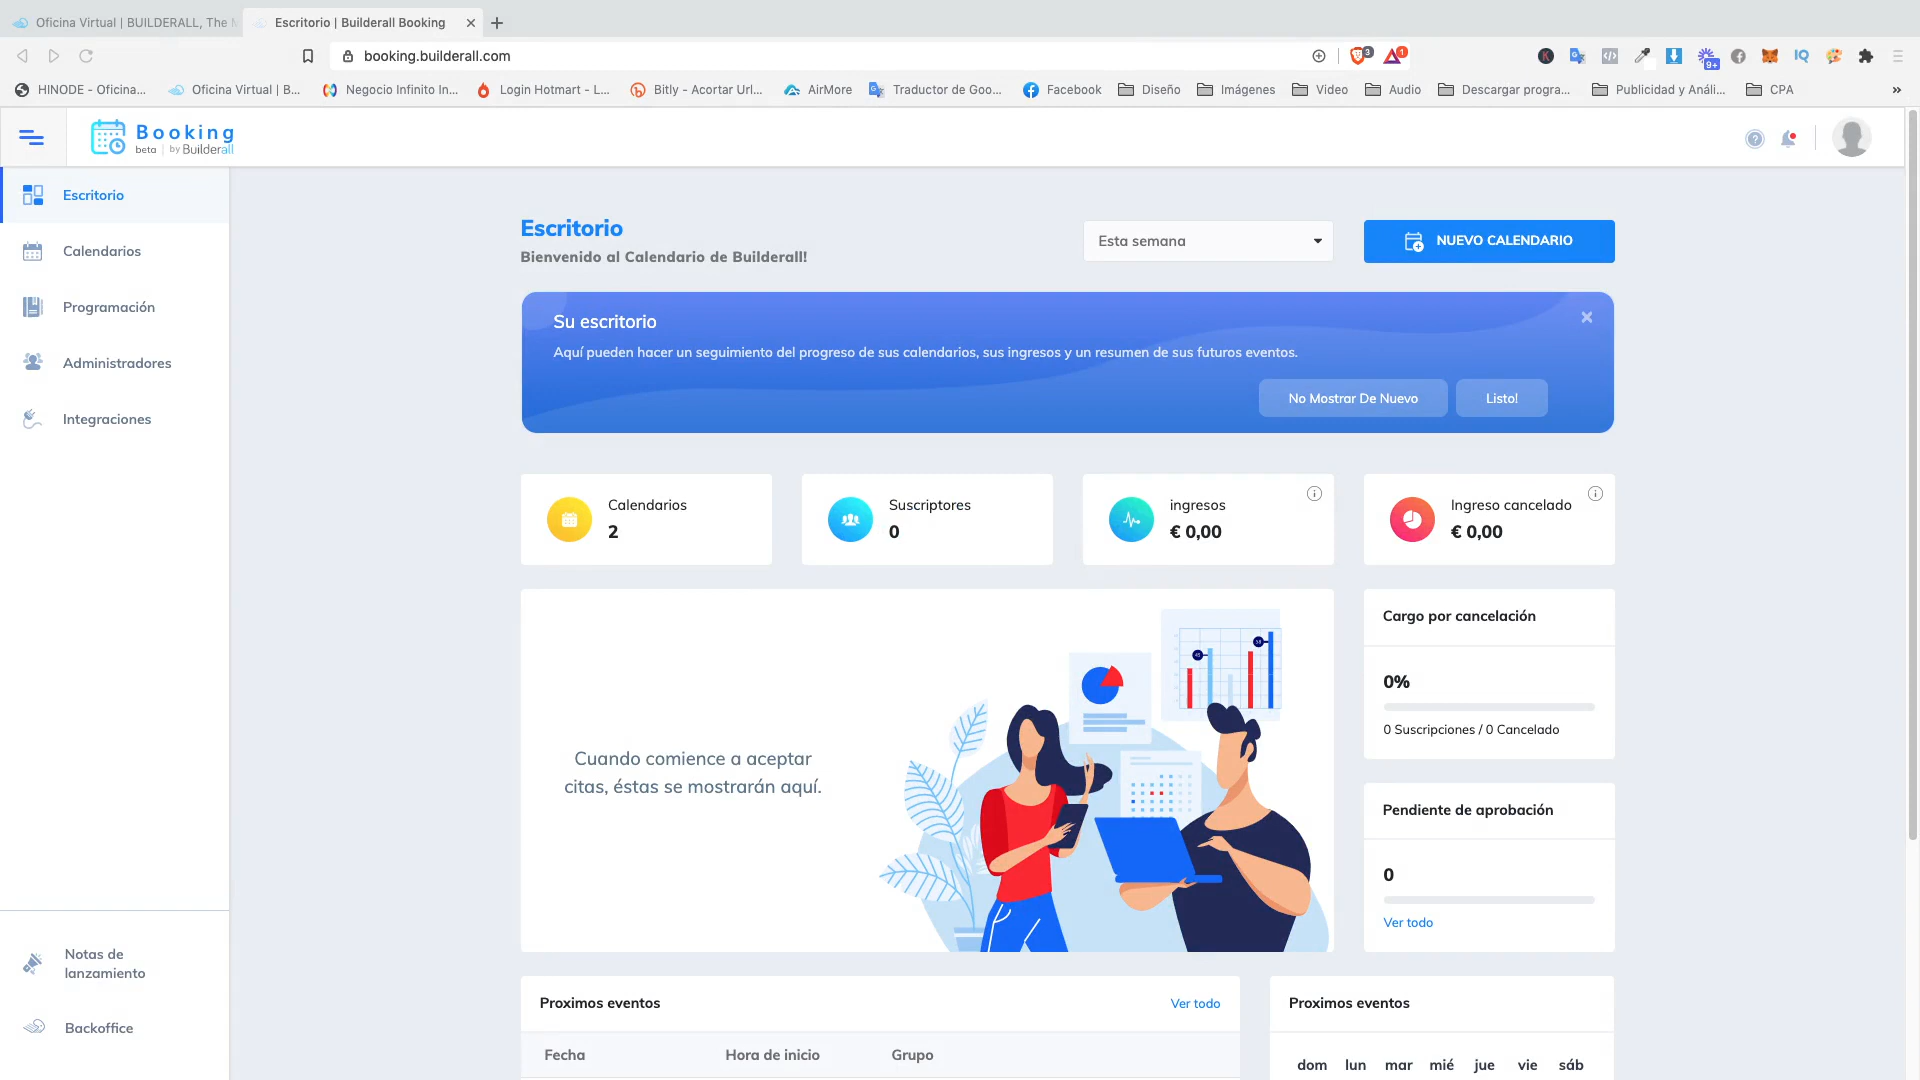 Oficina Virtual | BUILDERALL, The M
Escritorio | Builderall Booking
booking.builderall.com
3
1
9+
HINODE - Oficina...
Oficina Virtual | B...
Negocio Infinito In...
Login Hotmart - L...
Bitly - Acortar Url...
AirMore
Traductor de Goo...
Facebook
Diseño
Imágenes
Video
Audio
Descargar progra...
Publicidad y Análi...
CPA
Booking
beta | by Builderall
Escritorio
Calendarios
Programación
Administradores
Integraciones
Notas de
lanzamiento
Backoffice
Escritorio
Bienvenido al Calendario de Builderall!
Esta semana
NUEVO CALENDARIO
Su escritorio
Aquí pueden hacer un seguimiento del progreso de sus calendarios, sus ingresos y un resumen de sus futuros eventos.
No Mostrar De Nuevo
Listo!
Calendarios
2
Suscriptores
0
ingresos
€ 0,00
Ingreso cancelado
€ 0,00
Cuando comience a aceptar
citas, éstas se mostrarán aquí.
Cargo por cancelación
0%
0 Suscripciones / 0 Cancelado
Pendiente de aprobación
0
Ver todo
Proximos eventos
Ver todo
Fecha
Hora de inicio
Grupo
Proximos eventos
dom lun mar mié jue vie sáb